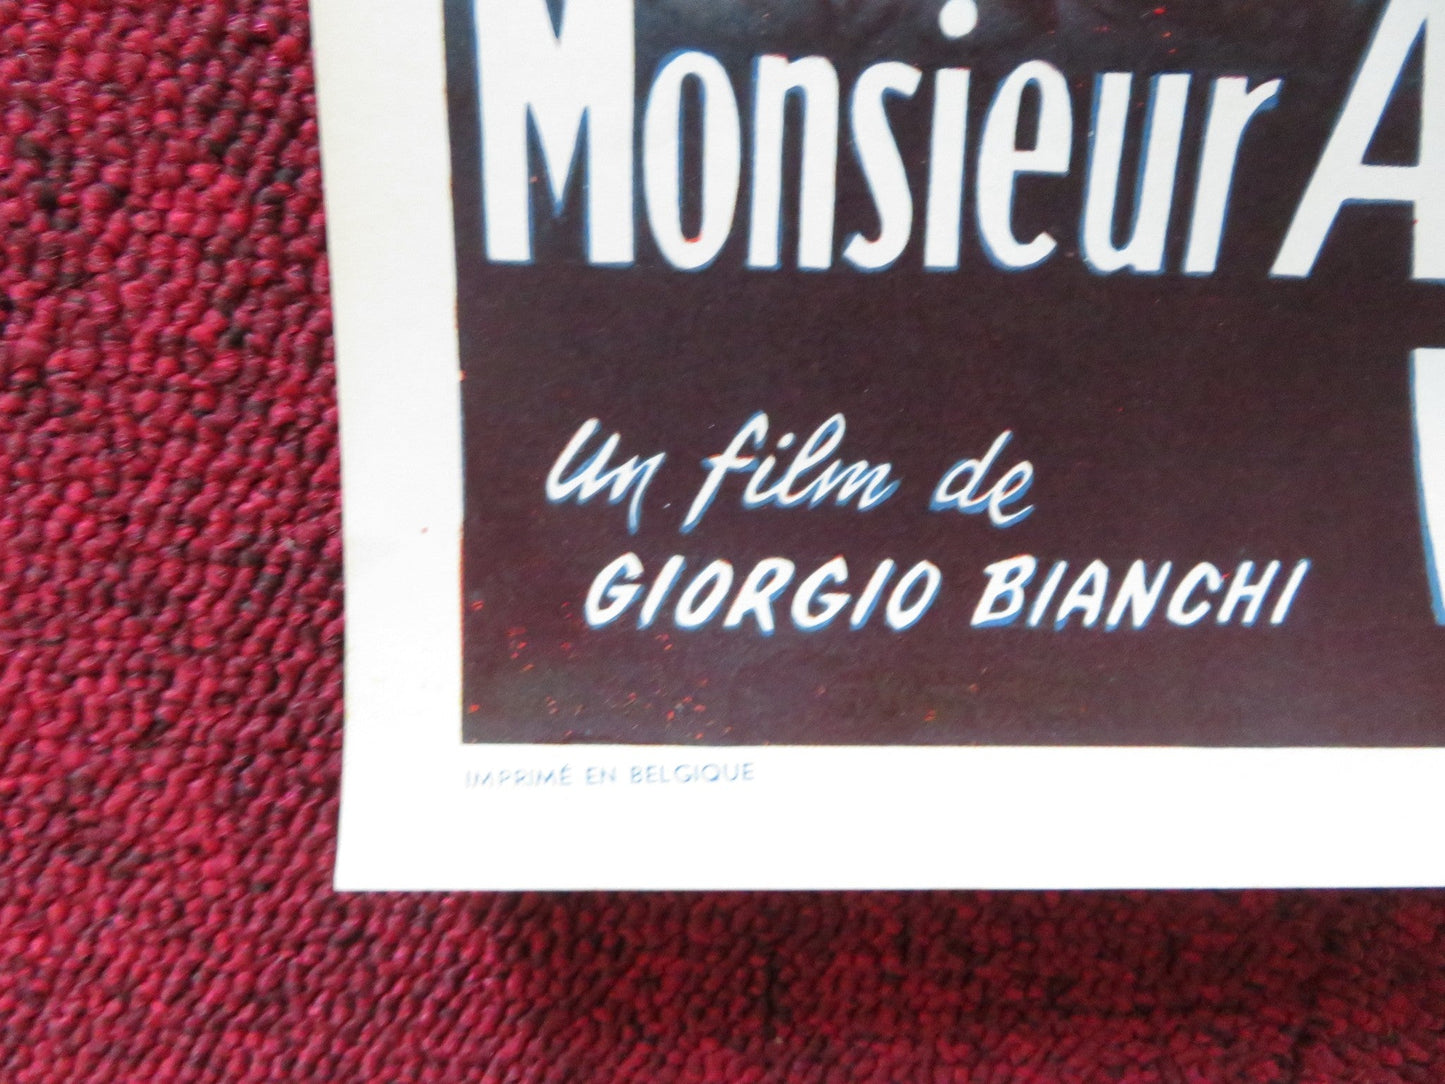 Monsieur A
un film de
GIORGIO BIANCHI
IMPRIMÉ EN BELGIQUE